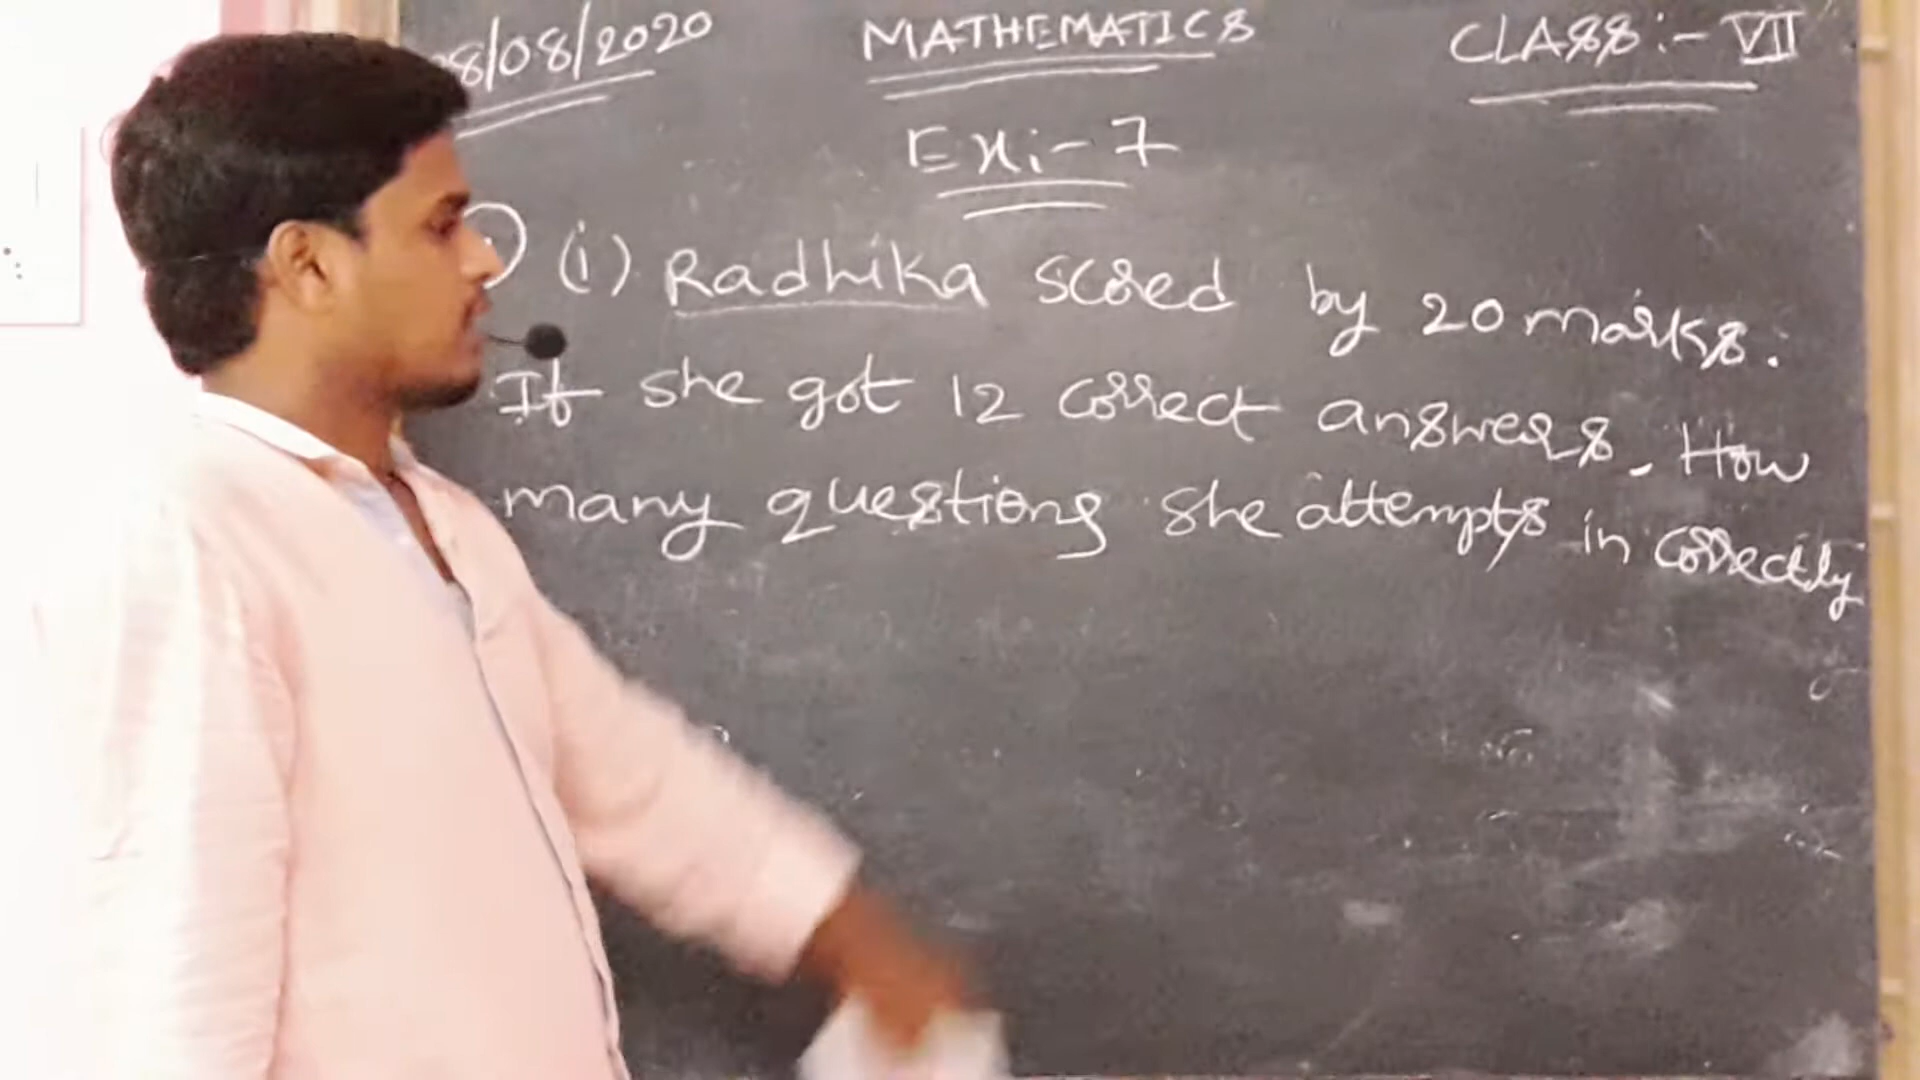 8/08/2020 MATHEMATICS CLASS:- VII
Ex:- 7
(i) Radhika scored by 20 marks.
If she got 12 correct answers. How
many questions she attempts in correctly